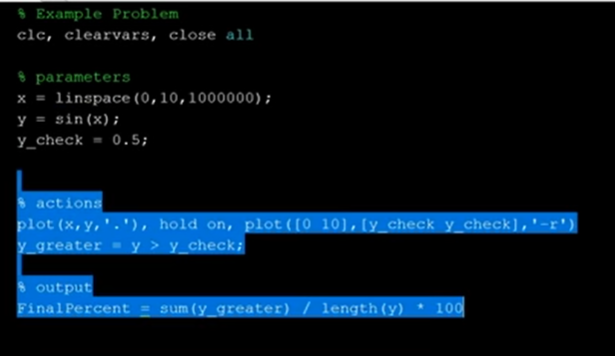 % Example Problem
clc, clearvars, close all
% parameters
x = linspace(0,10,1000000);
y = sin(x);
y_check = 0.5;
% actions
plot(x,y,'.'), hold on, plot([0 10],[y_check y_check],'-r')
y_greater = y > y_check;
% output
FinalPercent = sum(y_greater) / length(y) * 100